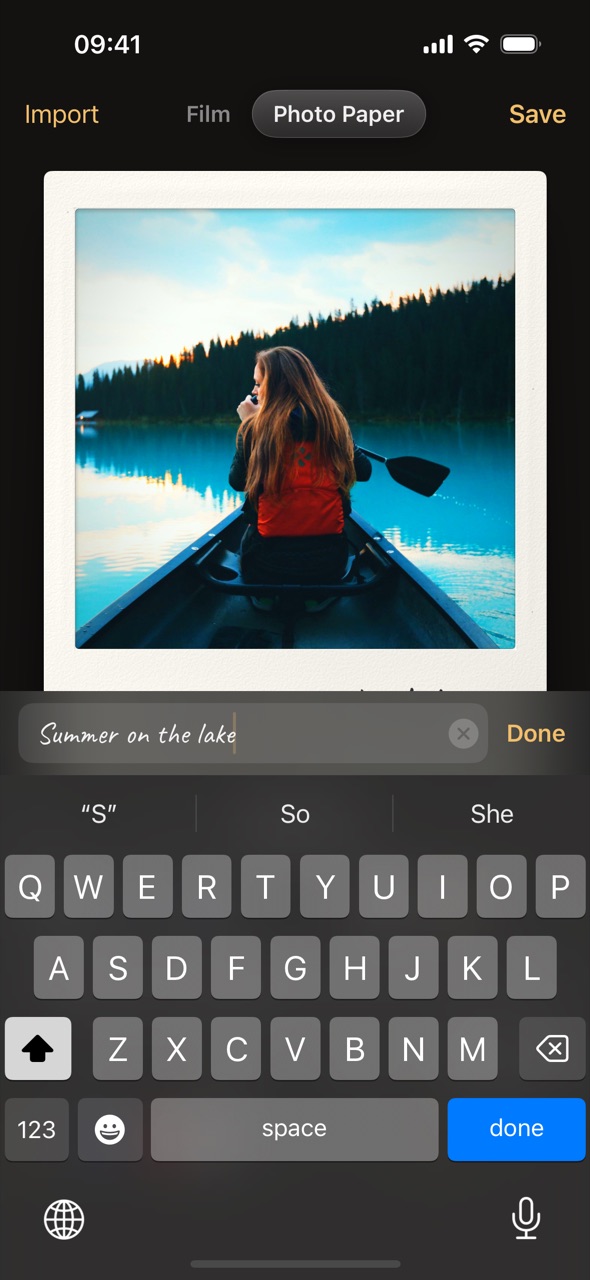 09:41
Import Film Photo Paper Save
Summer on the lake Done
“S” So She
Q W E R T Y U I O P
A S D F G H J K L
Z X C V B N M
123 space done